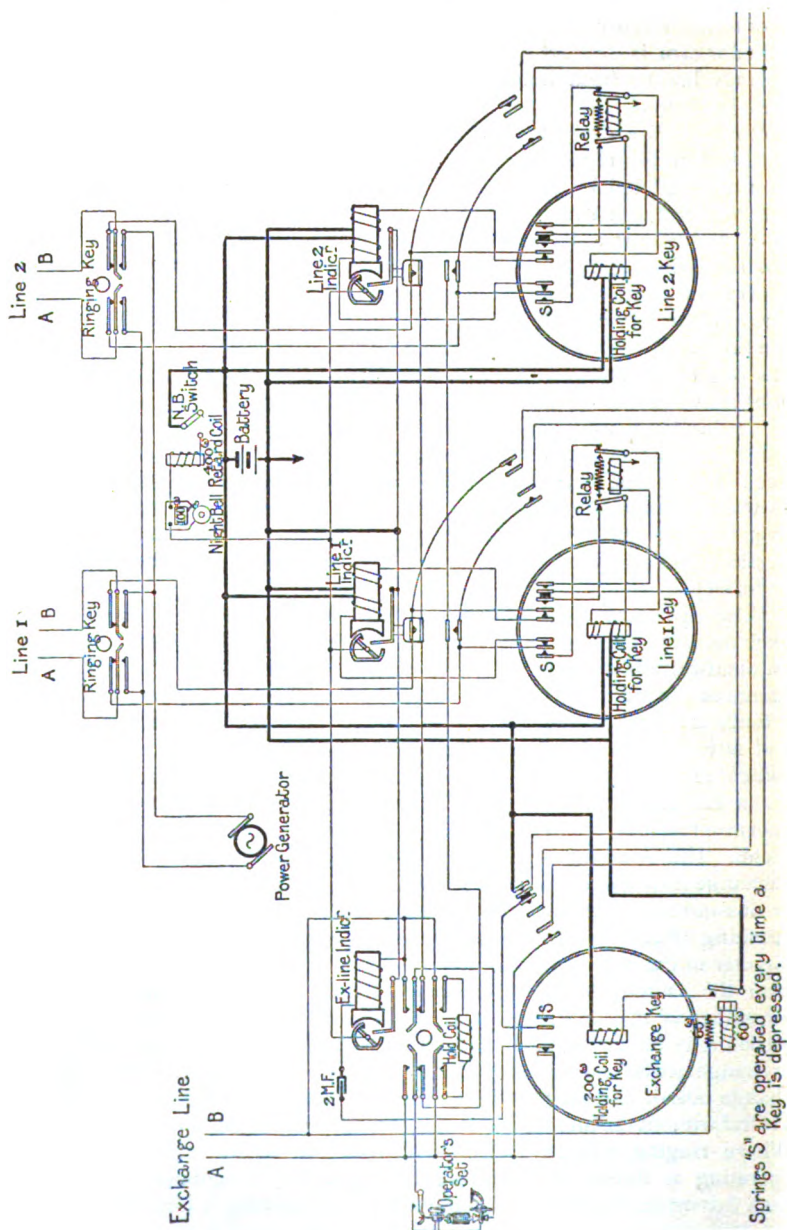 Line 1
A
B
Ringing Key
Line 2
A
B
Ringing Key
N.B.
Switch
Retard Coil
400ω
Battery
Night Bell
100ω
Power Generator
Exchange Line
A
B
2 M.F.
Ex-line Indicr.
Hold Coil
Operator's
Set
Line 1
Indicr.
Line 2
Indicr.
S
200ω
Holding Coil
for Key
Exchange Key
60ω
S
Holding Coil
for Key
Line 1 Key
Relay
S
Holding Coil
for Key
Line 2 Key
Relay
Springs "S" are operated every time a
Key is depressed.